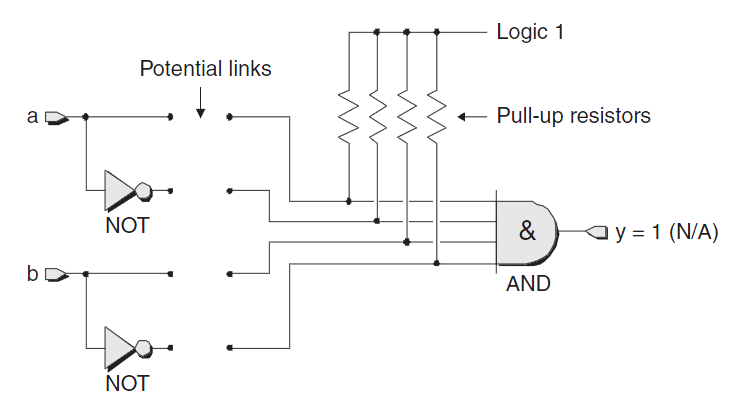 Logic 1
Potential links
a
Pull-up resistors
NOT
&
y = 1 (N/A)
b
AND
NOT